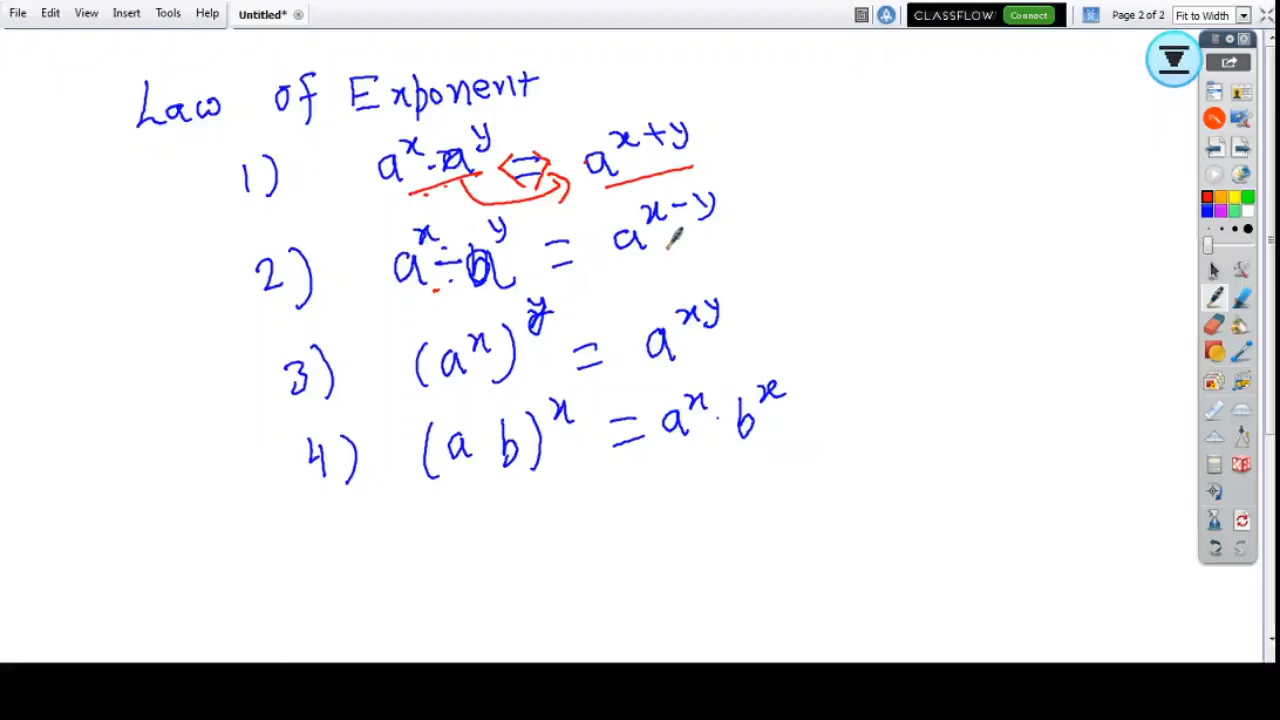 File Edit View Insert Tools Help Untitled* CLASSFLOW Connect Page 2 of 2 Fit to Width
Law of Exponent
1) a^x · a^y = a^{x+y}
2) a^x ÷ a^y = a^{x-y}
3) (a^x)^y = a^{xy}
4) (a b)^x = a^x · b^x